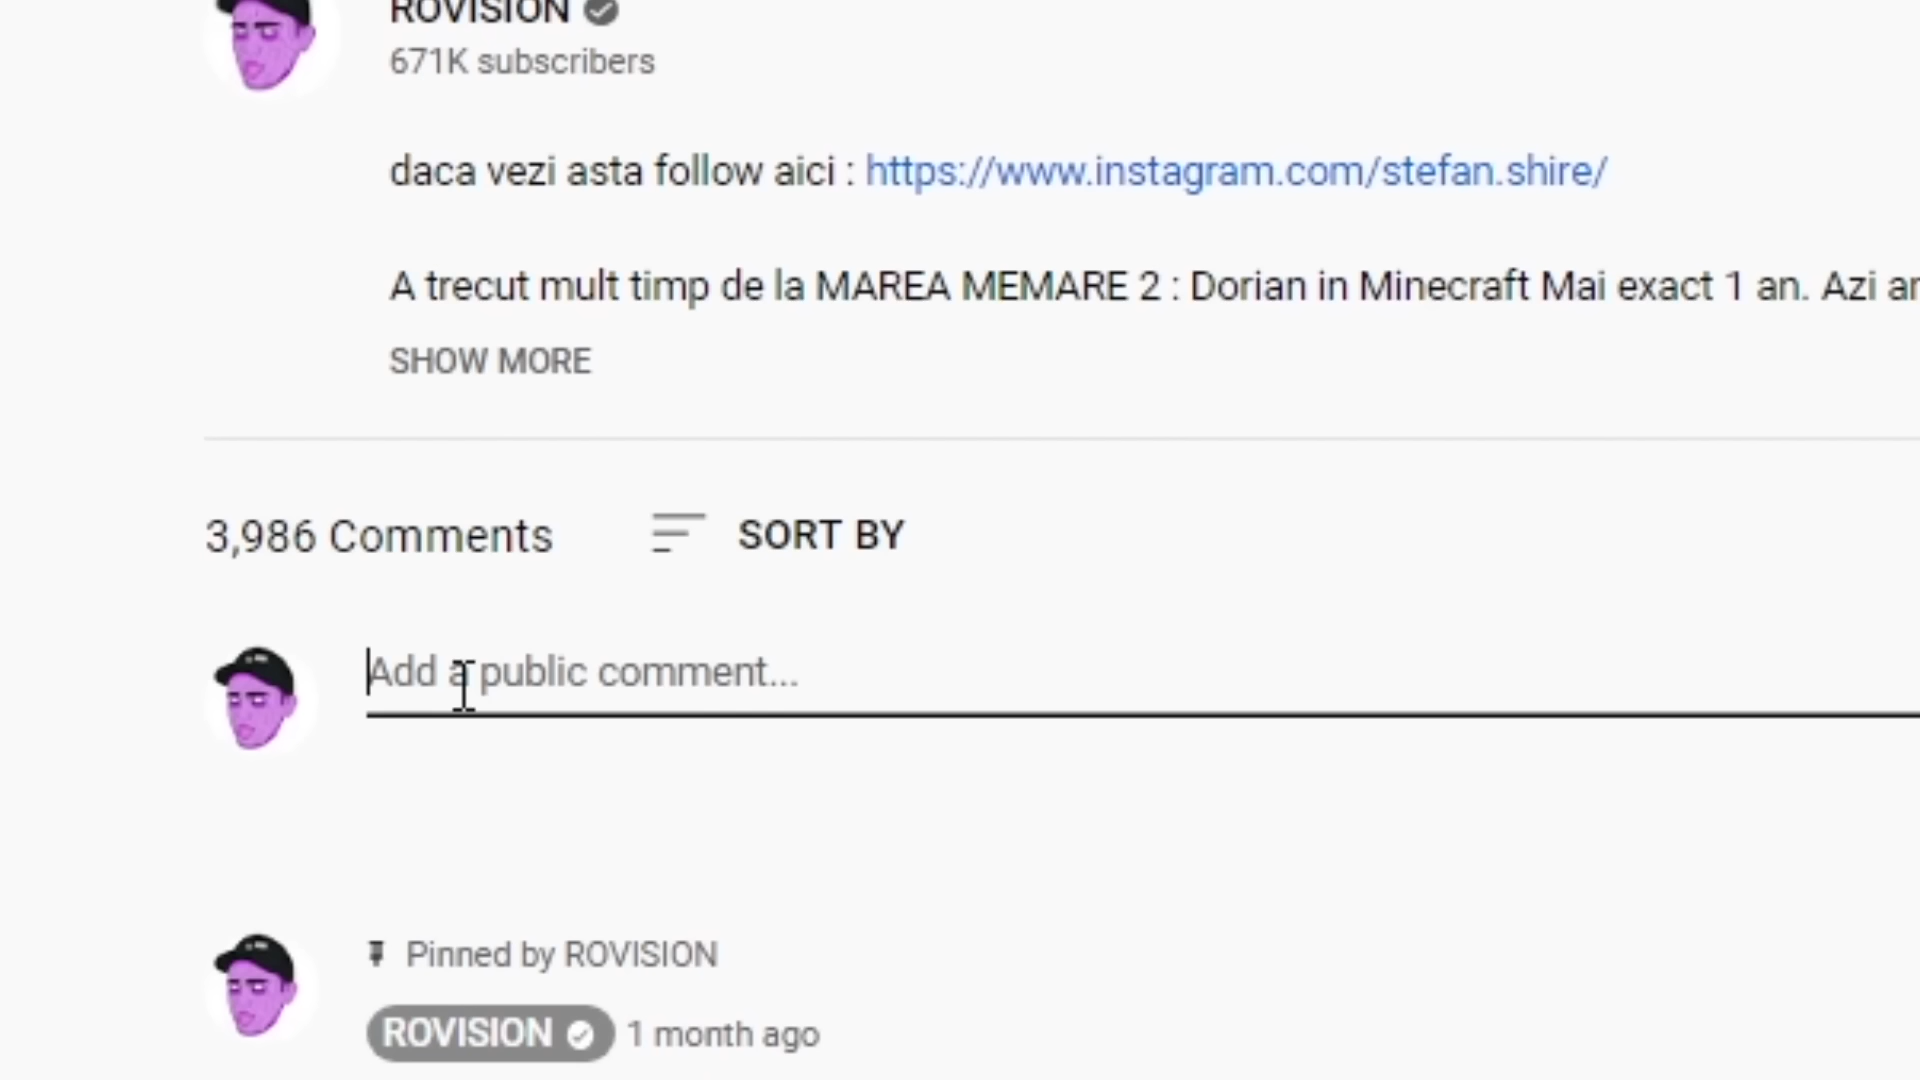 ROVISION
671K subscribers
daca vezi asta follow aici : https://www.instagram.com/stefan.shire/
A trecut mult timp de la MAREA MEMARE 2 : Dorian in Minecraft Mai exact 1 an. Azi ar
SHOW MORE
3,986 Comments SORT BY
Add a public comment...
Pinned by ROVISION
ROVISION 1 month ago